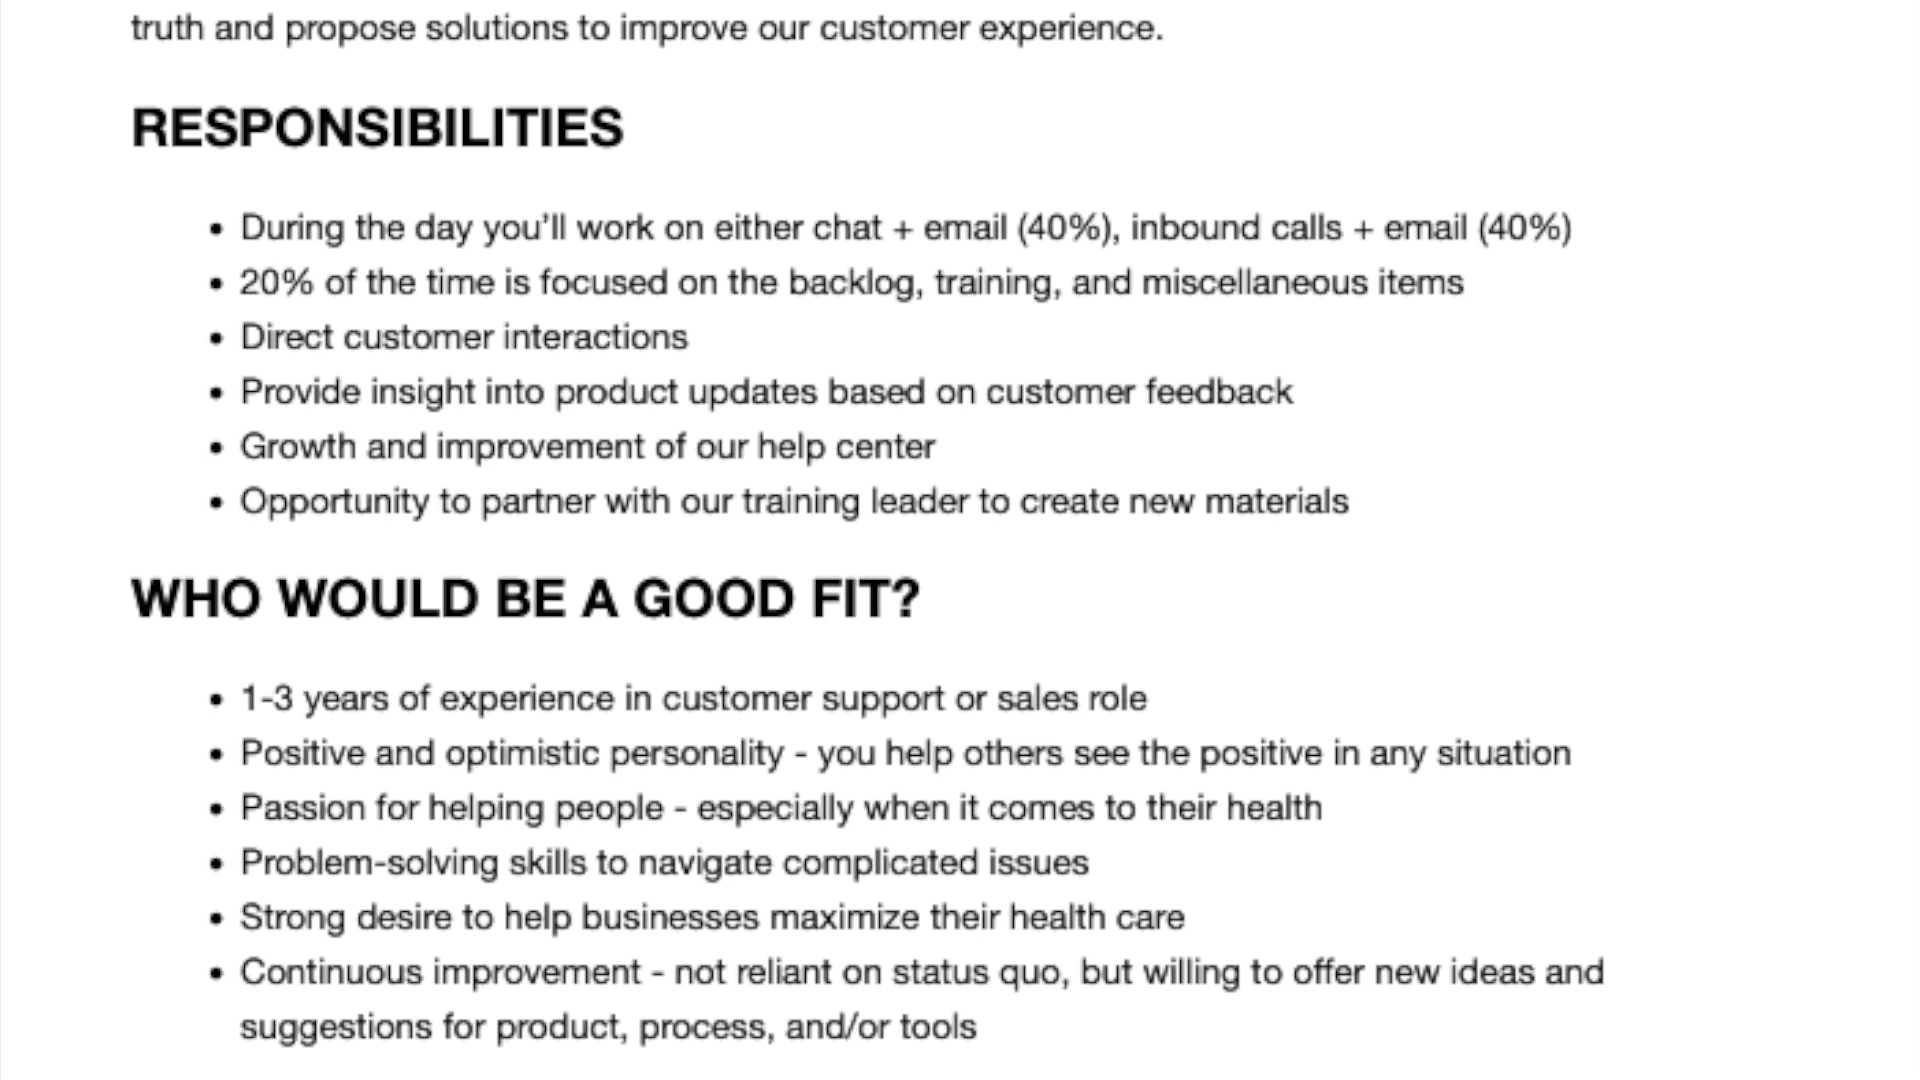 truth and propose solutions to improve our customer experience.
RESPONSIBILITIES
• During the day you’ll work on either chat + email (40%), inbound calls + email (40%)
• 20% of the time is focused on the backlog, training, and miscellaneous items
• Direct customer interactions
• Provide insight into product updates based on customer feedback
• Growth and improvement of our help center
• Opportunity to partner with our training leader to create new materials
WHO WOULD BE A GOOD FIT?
• 1-3 years of experience in customer support or sales role
• Positive and optimistic personality - you help others see the positive in any situation
• Passion for helping people - especially when it comes to their health
• Problem-solving skills to navigate complicated issues
• Strong desire to help businesses maximize their health care
• Continuous improvement - not reliant on status quo, but willing to offer new ideas and
suggestions for product, process, and/or tools